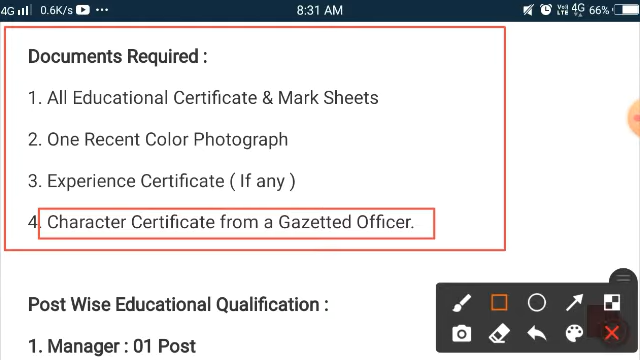 4G 0.6K/s ... 8:31 AM VoI LTE 4G 66%
Documents Required :
1. All Educational Certificate & Mark Sheets
2. One Recent Color Photograph
3. Experience Certificate ( If any )
4. Character Certificate from a Gazetted Officer.
Post Wise Educational Qualification :
1. Manager : 01 Post